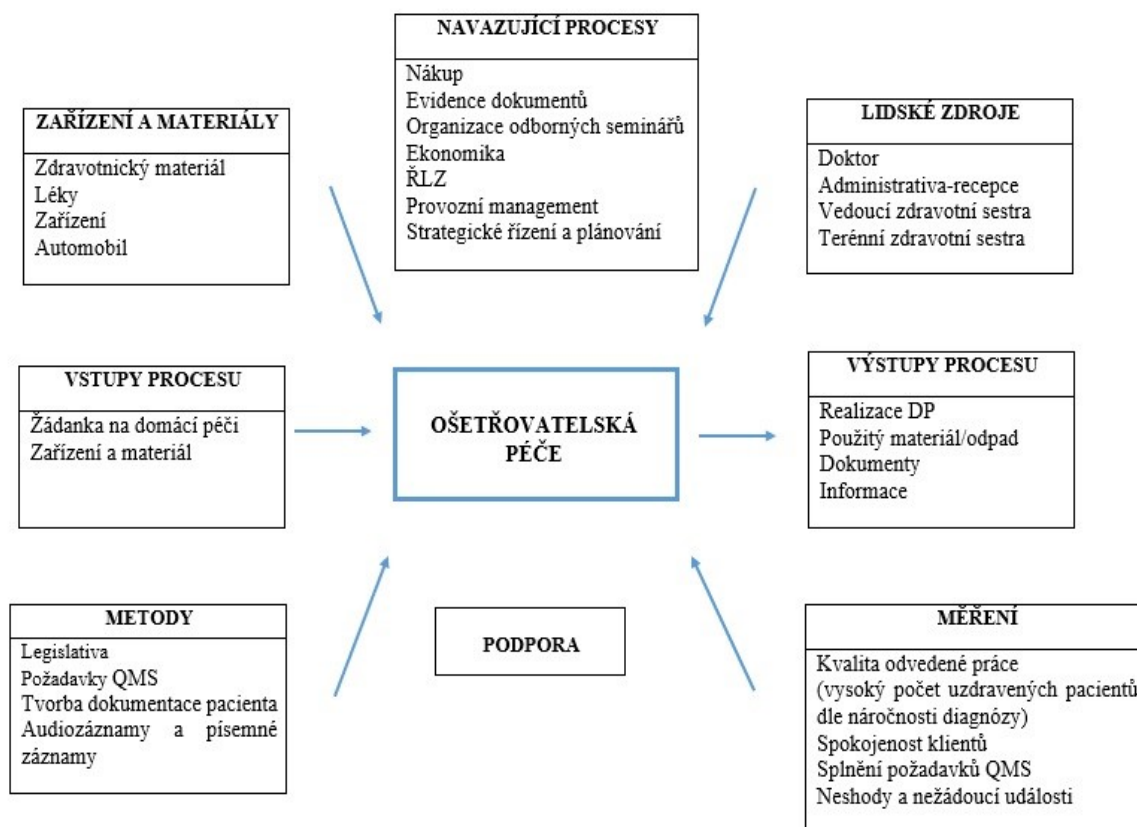 NAVAZUJÍCÍ PROCESY
Nákup
Evidence dokumentů
Organizace odborných seminářů
Ekonomika
ŘLZ
Provozní management
Strategické řízení a plánování
ZAŘÍZENÍ A MATERIÁLY
Zdravotnický materiál
Léky
Zařízení
Automobil
LIDSKÉ ZDROJE
Doktor
Administrativa-recepce
Vedoucí zdravotní sestra
Terénní zdravotní sestra
VSTUPY PROCESU
Žádanka na domácí péči
Zařízení a materiál
OŠETŘOVATELSKÁ
PÉČE
VÝSTUPY PROCESU
Realizace DP
Použitý materiál/odpad
Dokumenty
Informace
METODY
Legislativa
Požadavky QMS
Tvorba dokumentace pacienta
Audiozáznamy a písemné
záznamy
PODPORA
MĚŘENÍ
Kvalita odvedené práce
(vysoký počet uzdravených pacientů
dle náročnosti diagnózy)
Spokojenost klientů
Splnění požadavků QMS
Neshody a nežádoucí události